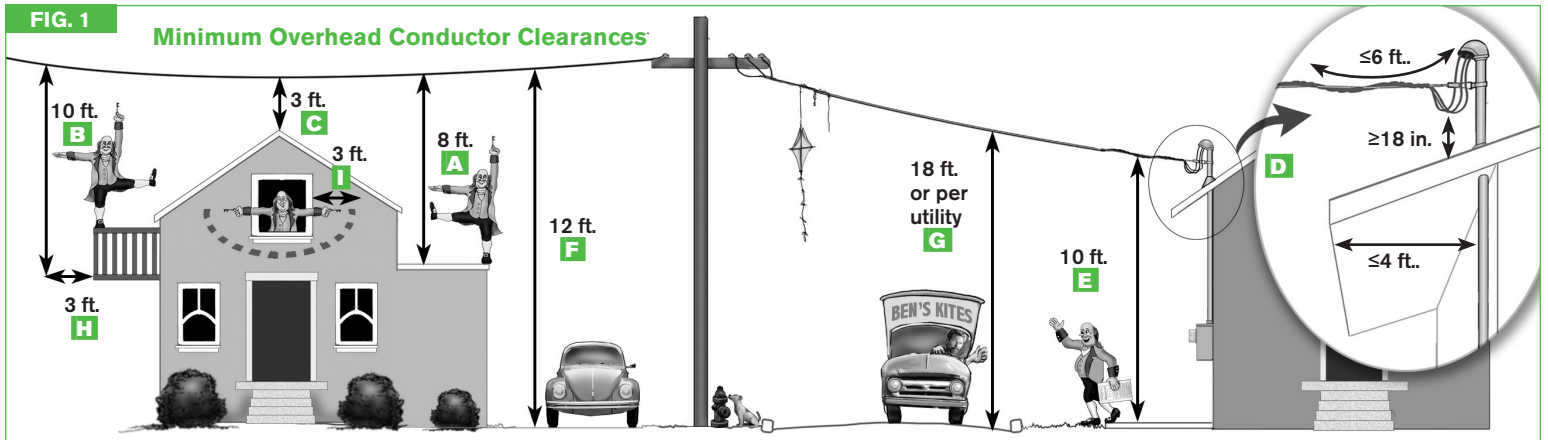 FIG. 1
Minimum Overhead Conductor Clearances
10 ft.
B
3 ft.
C
3 ft.
I
8 ft.
A
3 ft.
H
12 ft.
F
18 ft.
or per
utility
G
BEN'S KITES
10 ft.
E
D
≤6 ft..
≥18 in.
≤4 ft..